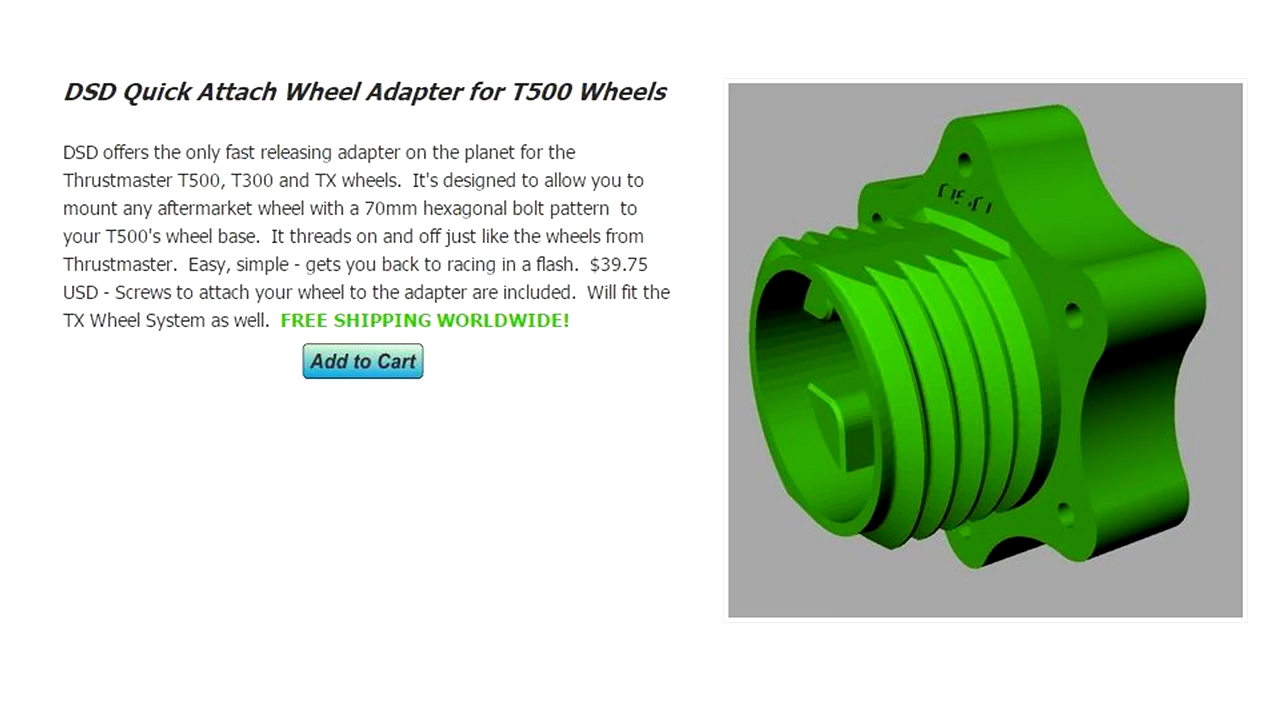 DSD Quick Attach Wheel Adapter for T500 Wheels
DSD offers the only fast releasing adapter on the planet for the
Thrustmaster T500, T300 and TX wheels.  It's designed to allow you to
mount any aftermarket wheel with a 70mm hexagonal bolt pattern  to
your T500's wheel base.  It threads on and off just like the wheels from
Thrustmaster.  Easy, simple - gets you back to racing in a flash.  $39.75
USD - Screws to attach your wheel to the adapter are included.  Will fit the
TX Wheel System as well.  FREE SHIPPING WORLDWIDE!
Add to Cart